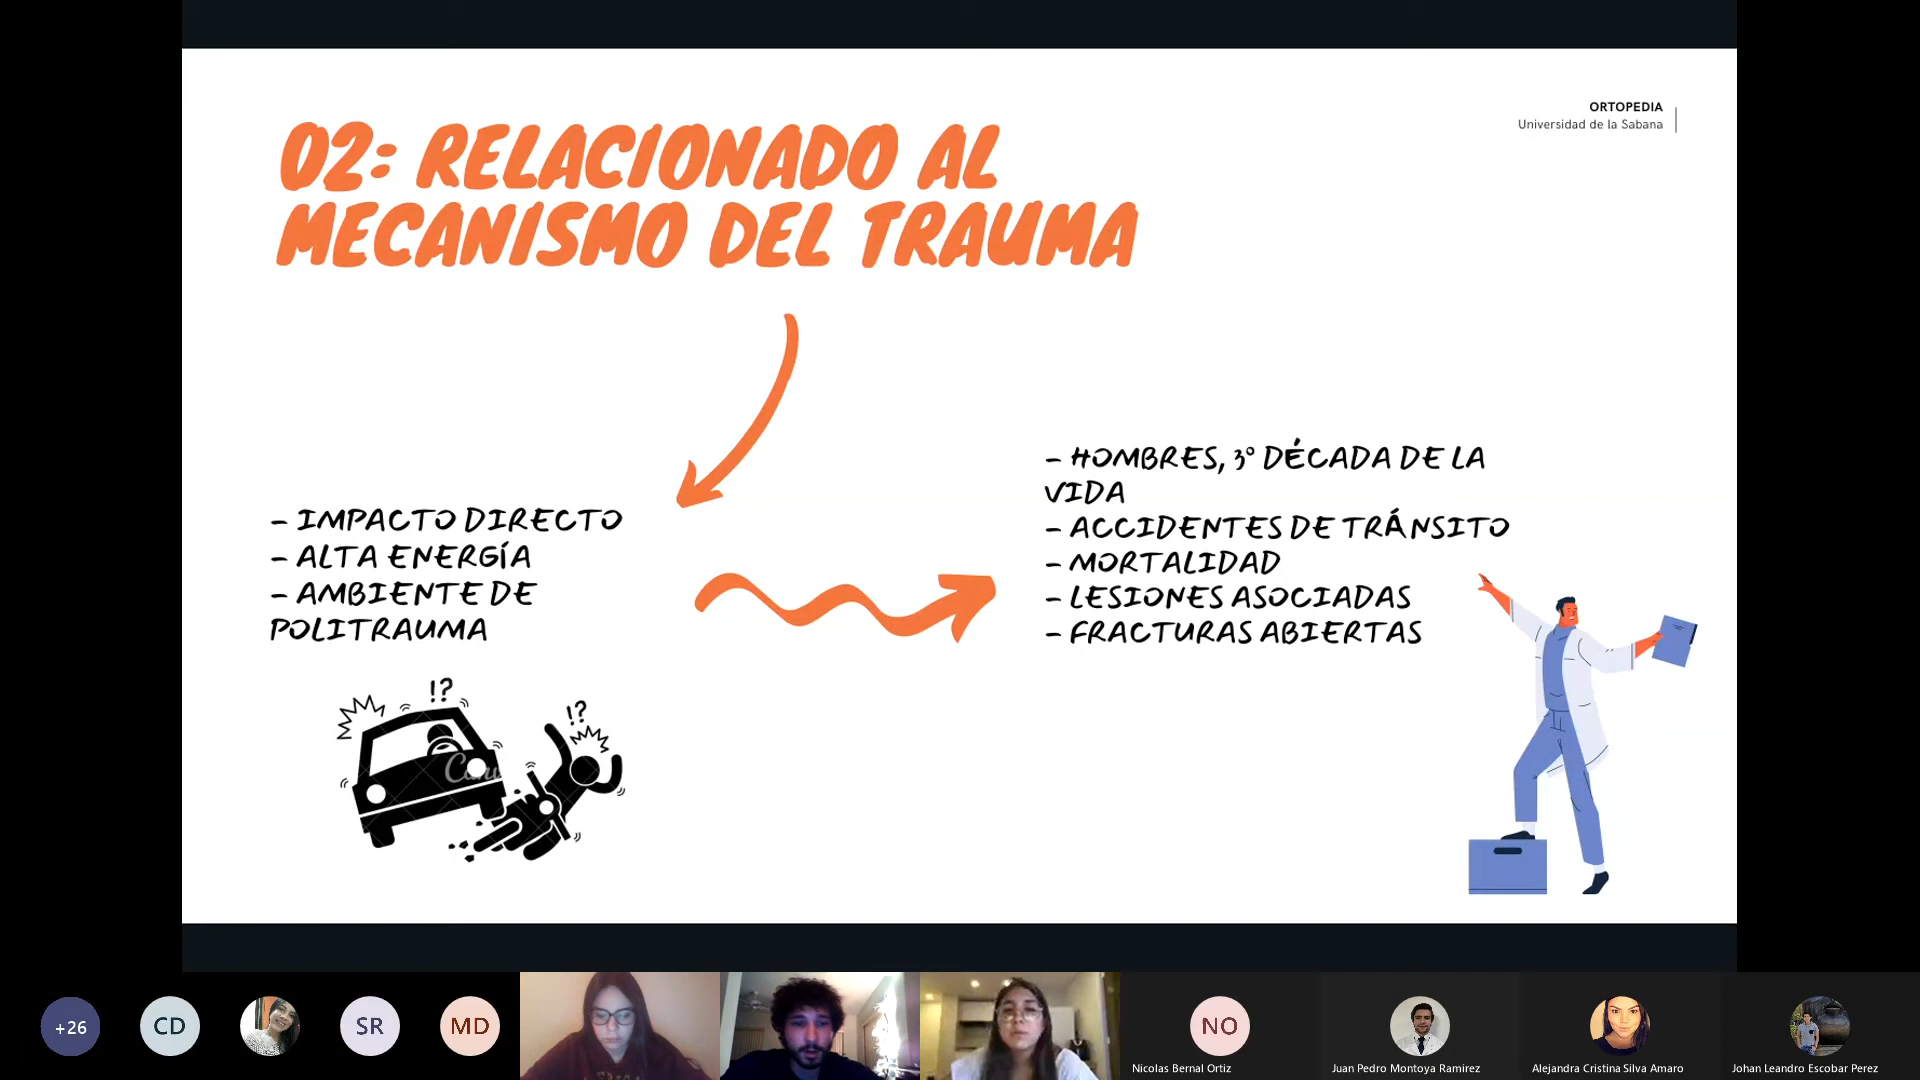 ORTOPEDIA
Universidad de la Sabana
02: RELACIONADO AL
MECANISMO DEL TRAUMA
- IMPACTO DIRECTO
- ALTA ENERGÍA
- AMBIENTE DE
POLITRAUMA
- HOMBRES, 3° DÉCADA DE LA
VIDA
- ACCIDENTES DE TRÁNSITO
- MORTALIDAD
- LESIONES ASOCIADAS
- FRACTURAS ABIERTAS
!?
!?
+26
CD
SR
MD
NO
Nicolas Bernal Ortiz
Juan Pedro Montoya Ramirez
Alejandra Cristina Silva Amaro
Johan Leandro Escobar Perez